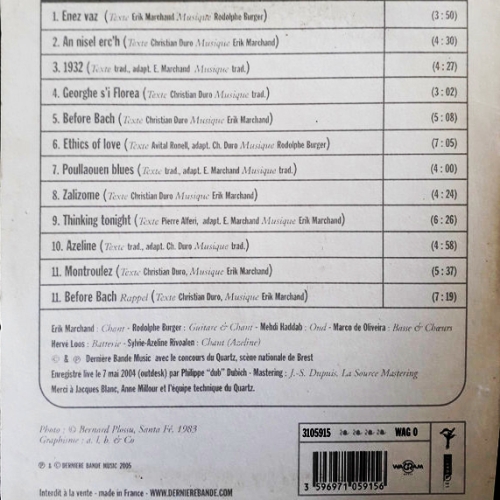 1. Enez vaz (Texte Erik Marchand Musique Rodolphe Burger) (3 : 50)
2. An nisel erc'h (Texte Christian Duro Musique Erik Marchand) (4 : 30)
3. 1932 (Texte trad., adapt. E. Marchand Musique trad.) (4 : 27)
4. Georghe s'i Florea (Texte Christian Duro Musique trad.) (3 : 02)
5. Before Bach (Texte Christian Duro Musique Erik Marchand) (5 : 08)
6. Ethics of love (Texte Avital Ronell, adapt. Ch. Duro Musique Rodolphe Burger) (7 : 05)
7. Poullaouen blues (Texte trad., adapt. E. Marchand Musique trad.) (4 : 00)
8. Zalizome (Texte Christian Duro Musique Erik Marchand) (4 : 24)
9. Thinking tonight (Texte Pierre Alferi, adapt. E. Marchand Musique Erik Marchand) (6 : 26)
10. Azeline (Texte trad., adapt. Ch. Duro Musique trad.) (4 : 58)
11. Montroulez (Texte Christian Duro, Musique Erik Marchand) (5 : 37)
11. Before Bach Rappel (Texte Christian Duro, Musique Erik Marchand) (7 : 19)
Erik Marchand : Chant - Rodolphe Burger : Guitare & Chant - Mehdi Haddab : Oud - Marco de Oliveira : Basse & Chœurs
Hervé Loos : Batterie - Sylvie-Azeline Rivoalen : Chant (Azeline)
© & ℗ Dernière Bande Music avec le concours du Quartz, scène nationale de Brest
Enregistre live le 7 mai 2004 (outdesk) par Philippe "dub" Dubich - Mastering : J.-S. Dupuis. La Source Mastering
Merci à Jacques Blanc, Anne Millour et l'équipe technique du Quartz.
Photo : © Bernard Plossu, Santa Fé. 1983
Graphisme : a. l. b. & Co
℗ & © DERNIERE BANDE MUSIC 2005
Interdit à la vente - made in France - WWW.DERNIEREBANDE.COM
3105915 WAG 0
WAGRAM
3 596971 059156